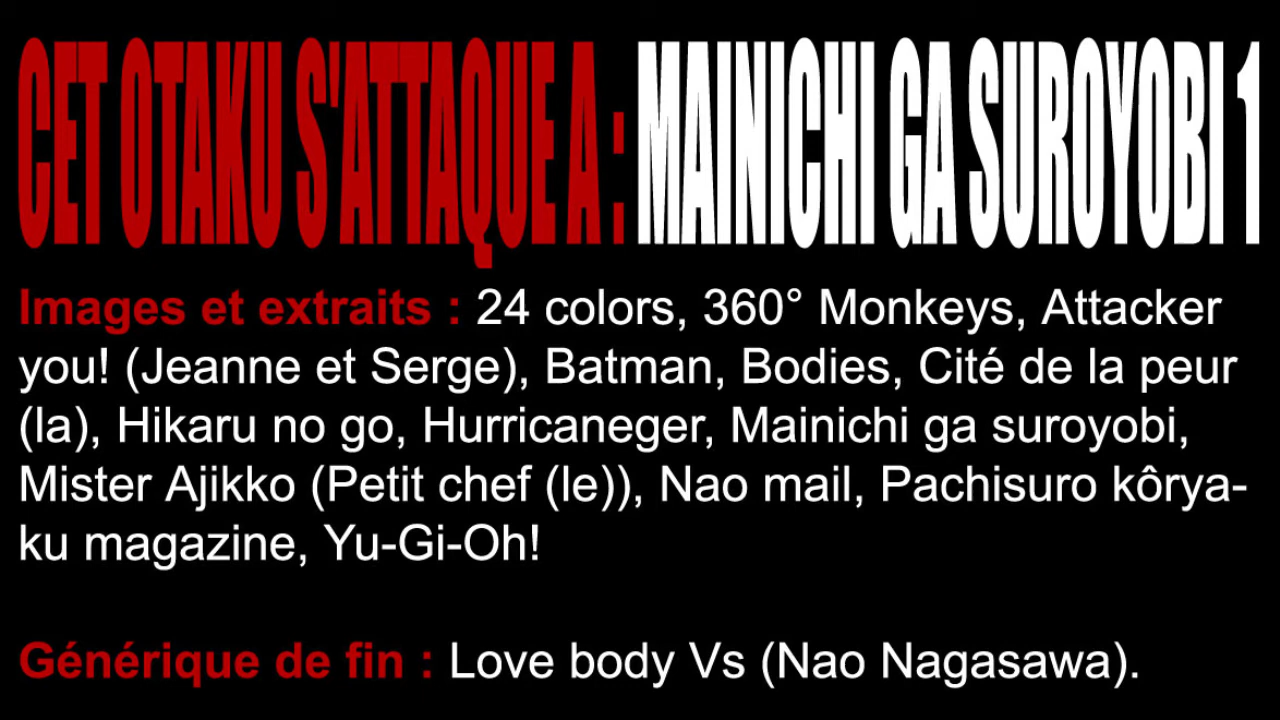 CET OTAKU S'ATTAQUE A : MAINICHI GA SUROYOBI 1
Images et extraits : 24 colors, 360° Monkeys, Attacker
you! (Jeanne et Serge), Batman, Bodies, Cité de la peur
(la), Hikaru no go, Hurricaneger, Mainichi ga suroyobi,
Mister Ajikko (Petit chef (le)), Nao mail, Pachisuro kôrya-
ku magazine, Yu-Gi-Oh!
Générique de fin : Love body Vs (Nao Nagasawa).